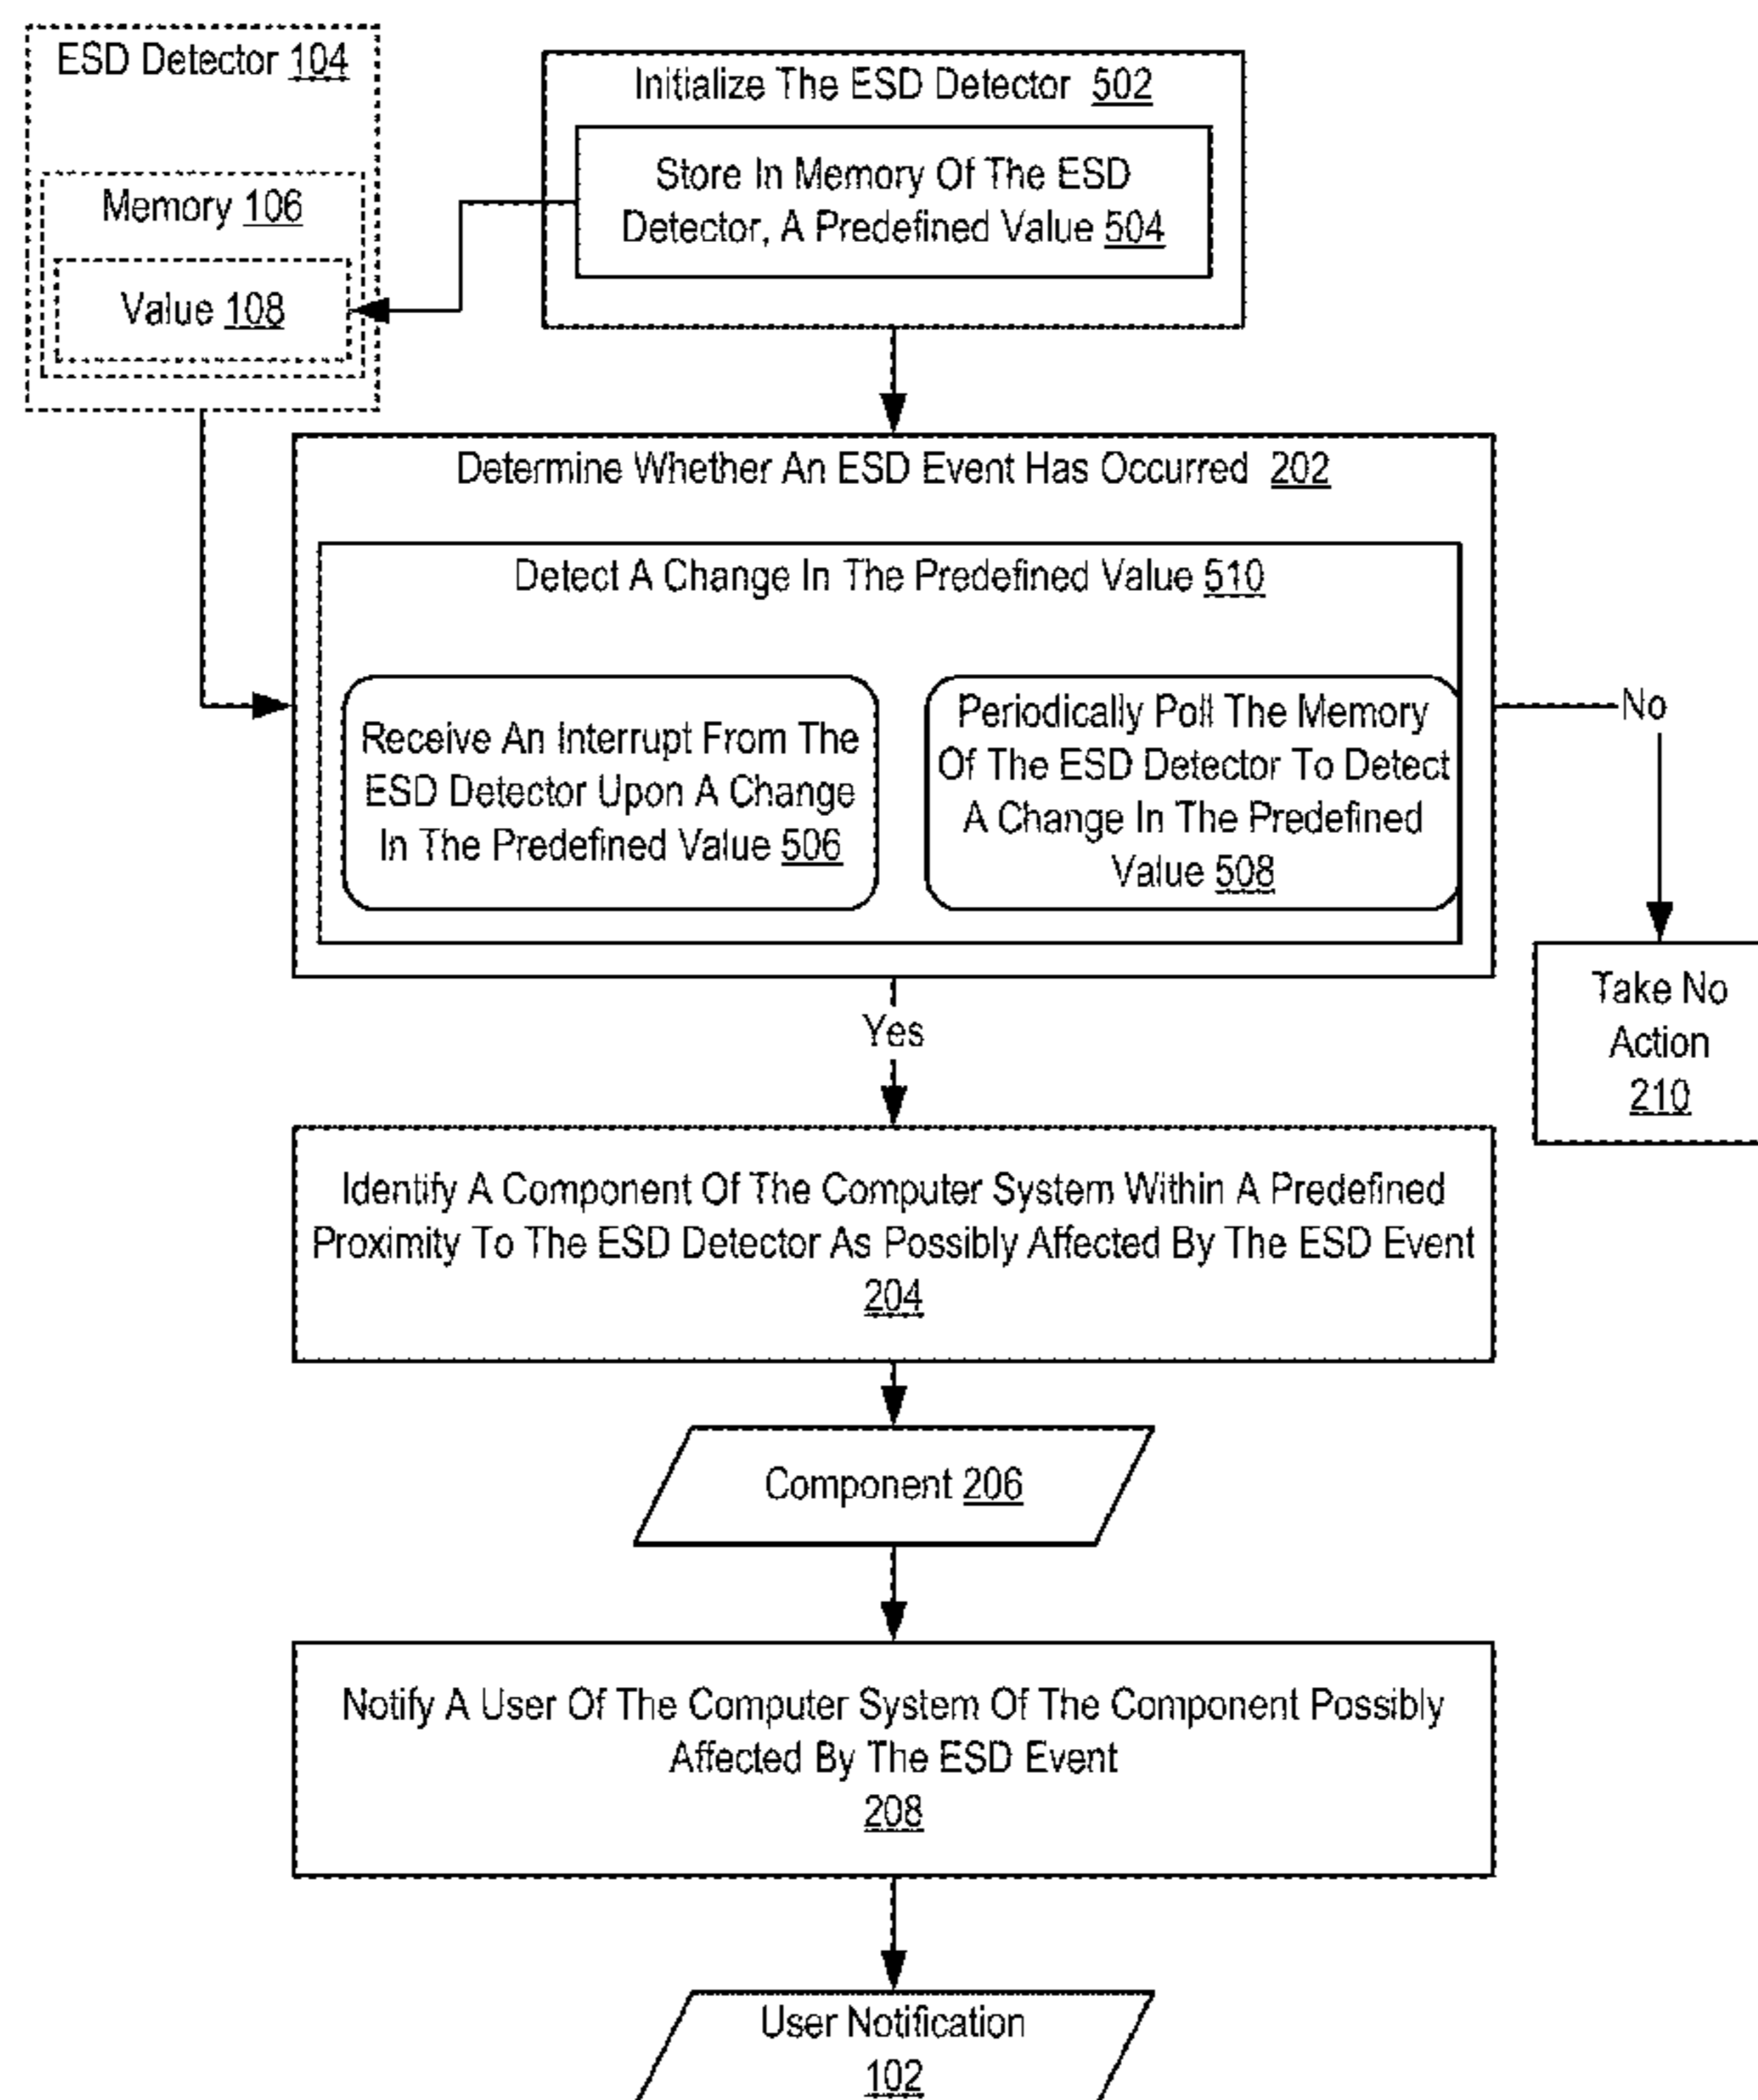 ESD Detector 104
Memory 106
Value 108
Initialize The ESD Detector 502
Store In Memory Of The ESD
Detector, A Predefined Value 504
Determine Whether An ESD Event Has Occurred 202
Detect A Change In The Predefined Value 510
Receive An Interrupt From The
ESD Detector Upon A Change
In The Predefined Value 506
Periodically Poll The Memory
Of The ESD Detector To Detect
A Change In The Predefined
Value 508
No
Take No
Action
210
Yes
Identify A Component Of The Computer System Within A Predefined
Proximity To The ESD Detector As Possibly Affected By The ESD Event
204
Component 206
Notify A User Of The Computer System Of The Component Possibly
Affected By The ESD Event
208
User Notification
102